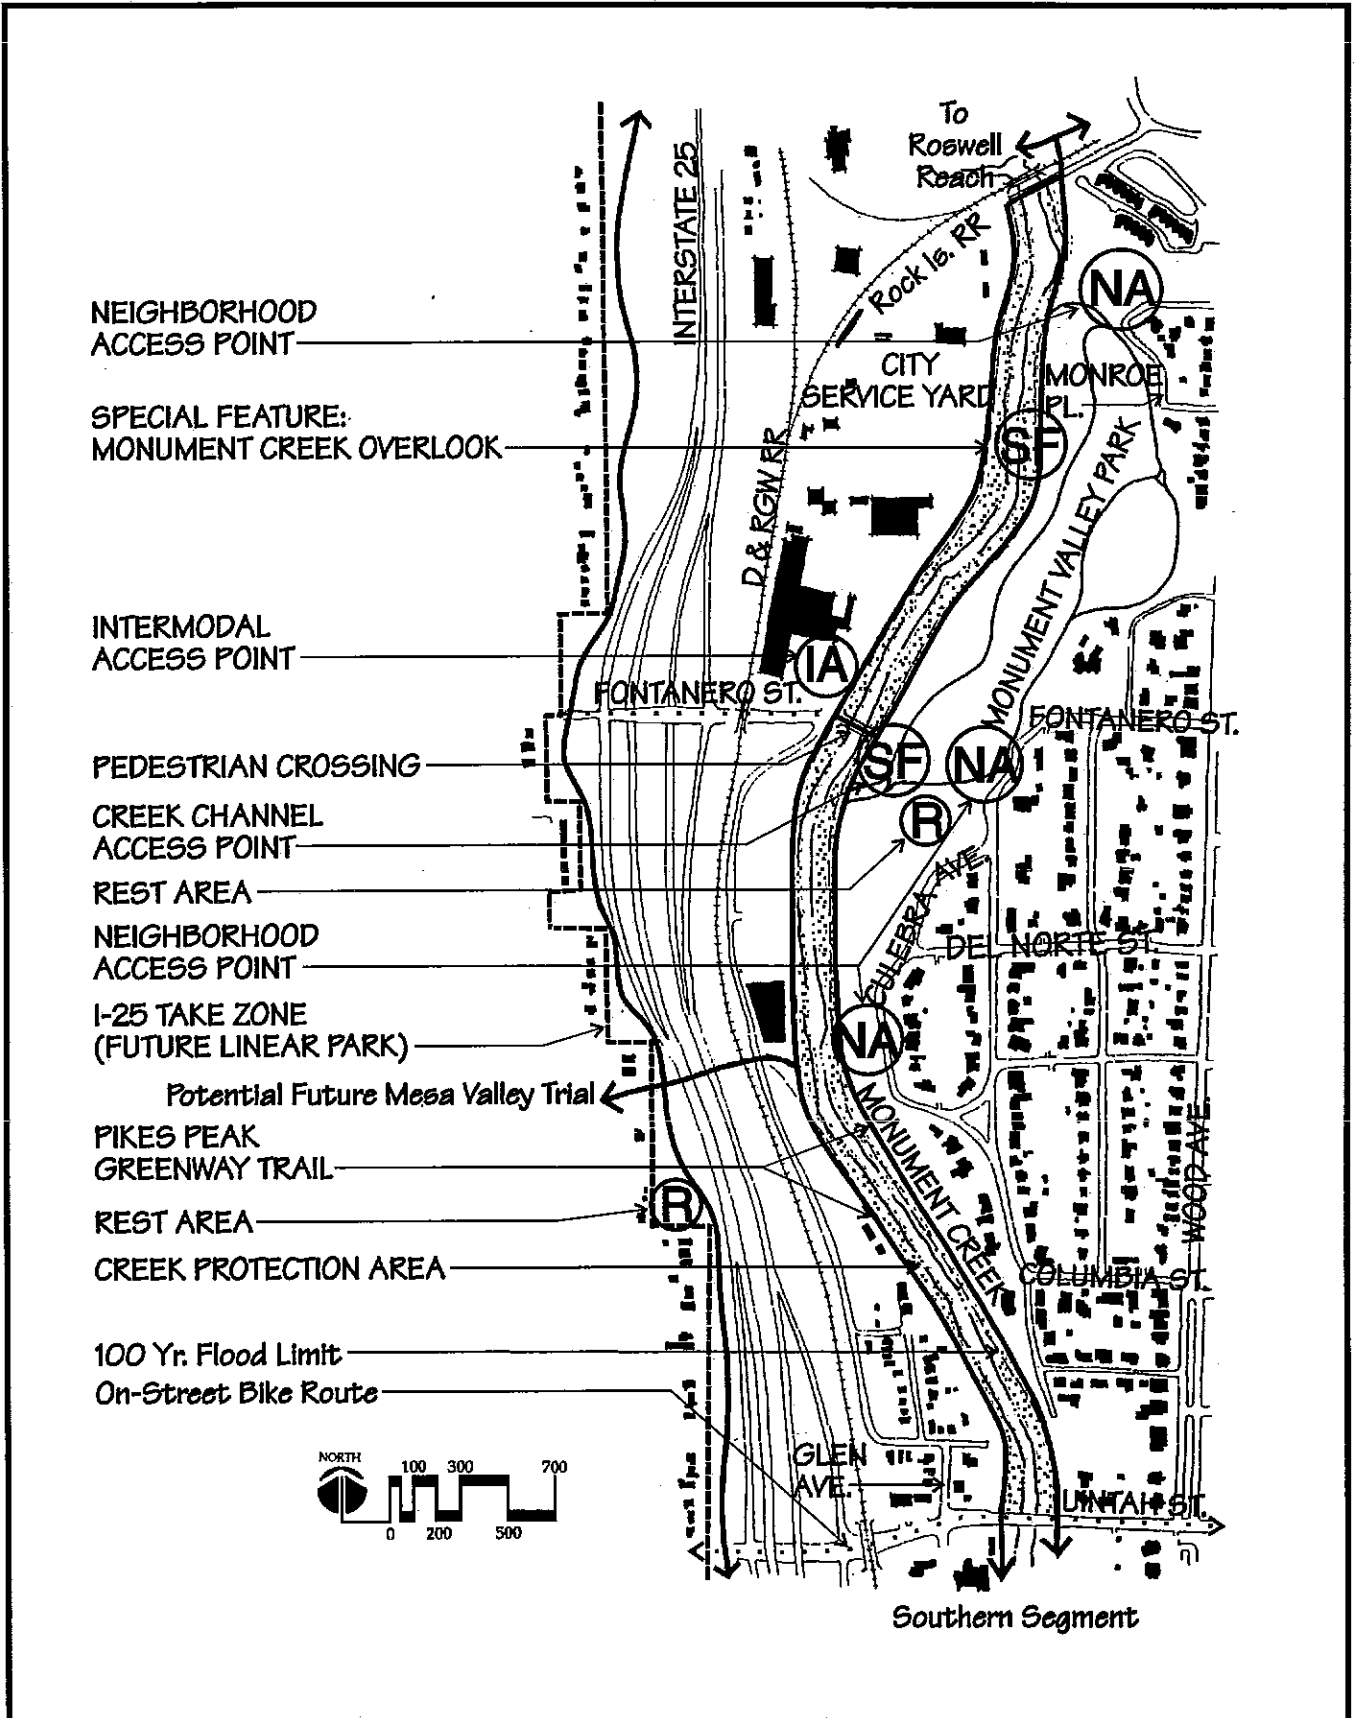 To
Roswell
Reach
INTERSTATE 25
Rock Is. RR
NA
NEIGHBORHOOD
ACCESS POINT
CITY
SERVICE YARD
MONROE
PL.
SPECIAL FEATURE:
MONUMENT CREEK OVERLOOK
SF
D & RGW RR
MONUMENT VALLEY PARK
INTERMODAL
ACCESS POINT
IA
FONTANERO ST.
FONTANERO ST.
PEDESTRIAN CROSSING
SF
NA
CREEK CHANNEL
ACCESS POINT
R
REST AREA
CULEBRA AVE.
NEIGHBORHOOD
ACCESS POINT
DEL NORTE ST.
I-25 TAKE ZONE
(FUTURE LINEAR PARK)
NA
Potential Future Mesa Valley Trial
PIKES PEAK
GREENWAY TRAIL
MONUMENT CREEK
WOOD AVE.
REST AREA
R
CREEK PROTECTION AREA
COLUMBIA ST.
100 Yr. Flood Limit
On-Street Bike Route
GLEN
AVE.
NORTH
100 300 700
0 200 500
UINTAH ST.
Southern Segment